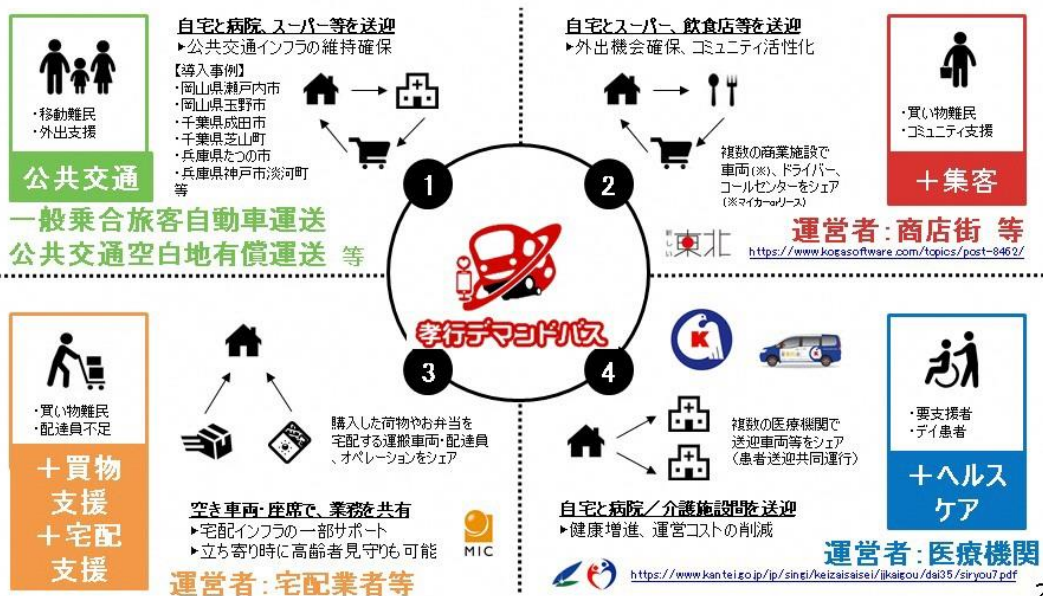 自宅と病院、スーパー等を送迎
▶公共交通インフラの維持確保
【導入事例】
・岡山県瀬戸内市
・岡山県玉野市
・千葉県成田市
・千葉県芝山町
・兵庫県たつの市
・兵庫県神戸市淡河町
等
・移動難民
・外出支援
公共交通
一般乗合旅客自動車運送
公共交通空白地有償運送 等
1
自宅とスーパー、飲食店等を送迎
▶外出機会確保、コミュニティ活性化
複数の商業施設で
車両(※)、ドライバー、
コールセンターをシェア
(※マイカーorリース)
・買い物難民
・コミュニティ支援
＋集客
運営者:商店街 等
新しい東北
https://www.kogasoftware.com/topics/post-8462/
2
孝行デマンドバス
3
・買い物難民
・配達員不足
＋買物
支援
＋宅配
支援
購入した荷物やお弁当を
宅配する運搬車両・配達員
、オペレーションをシェア
空き車両・座席で、業務を共有
▶宅配インフラの一部サポート
▶立ち寄り時に高齢者見守りも可能
MIC
運営者:宅配業者等
4
K
複数の医療機関で
送迎車両等をシェア
(患者送迎共同運行)
・要支援者
・デイ患者
＋ヘルス
ケア
自宅と病院／介護施設間を送迎
▶健康増進、運営コストの削減
運営者:医療機関
https://www.kantei.go.jp/jp/singi/keizaisaisei/jjkaigou/dai35/siryou7.pdf
2